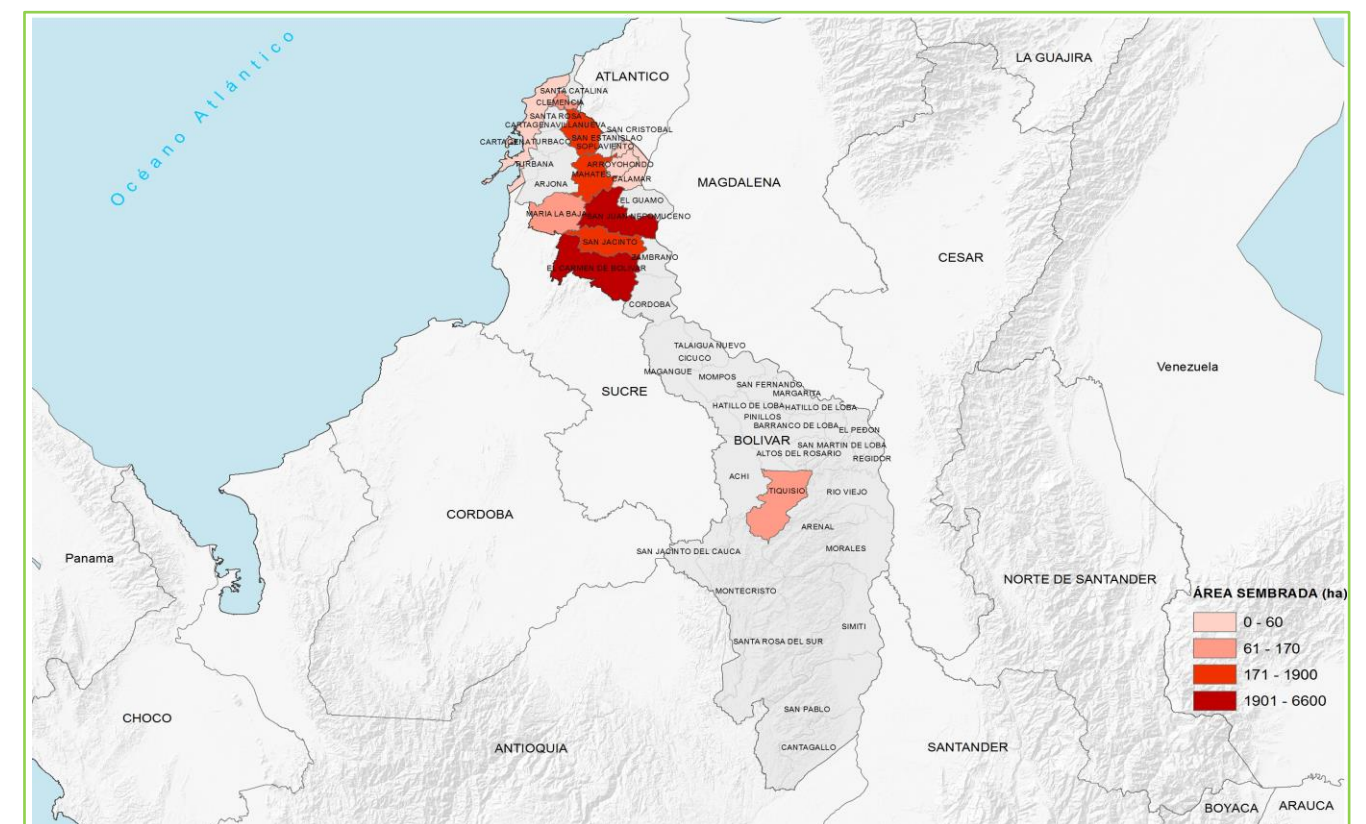 Océano Atlántico
LA GUAJIRA
ATLANTICO
SANTA CATALINA
CLEMENCIA
SANTA ROSA
CARTAGENA
VILLANUEVA
SAN CRISTOBAL
SAN ESTANISLAO
CARTAGENA
TURBACO
SOPLAVIENTO
TURBANA
ARROYOHONDO
MAHATES
CALAMAR
ARJONA
MAGDALENA
EL GUAMO
MARIA LA BAJA
SAN JUAN NEPOMUCENO
SAN JACINTO
ZAMBRANO
CESAR
EL CARMEN DE BOLIVAR
CORDOBA
TALAIGUA NUEVO
CICUCO
Venezuela
MAGANGUE
MOMPOS
SAN FERNANDO
SUCRE
MARGARITA
HATILLO DE LOBA
HATILLO DE LOBA
PINILLOS
BARRANCO DE LOBA
EL PEÐON
BOLIVAR
SAN MARTIN DE LOBA
ALTOS DEL ROSARIO
REGIDOR
ACHI
TIQUISIO
RIO VIEJO
CORDOBA
ARENAL
SAN JACINTO DEL CAUCA
MORALES
Panama
NORTE DE SANTANDER
MONTECRISTO
ÁREA SEMBRADA (ha)
0 - 60
61 - 170
171 - 1900
1901 - 6600
SIMITI
SANTA ROSA DEL SUR
SAN PABLO
CHOCO
CANTAGALLO
ANTIOQUIA
SANTANDER
BOYACA
ARAUCA